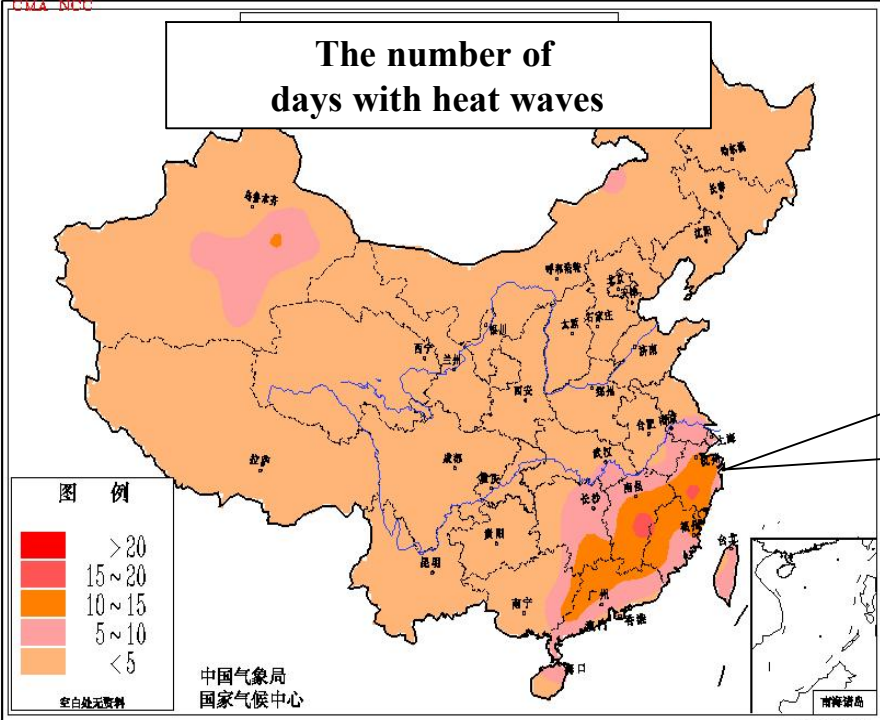 CMA NCC
The number of
days with heat waves
哈尔滨
长春
乌鲁木齐
沈阳
呼和浩特
北京
天津
银川
太原
石家庄
西宁
兰州
济南
郑州
西安
合肥
南京
上海
武汉
杭州
拉萨
成都
重庆
长沙
南昌
贵阳
福州
台北
昆明
南宁
广州
澳门
香港
海口
图 例
>20
15~20
10~15
5~10
<5
空白处无资料
中国气象局
国家气候中心
南海诸岛